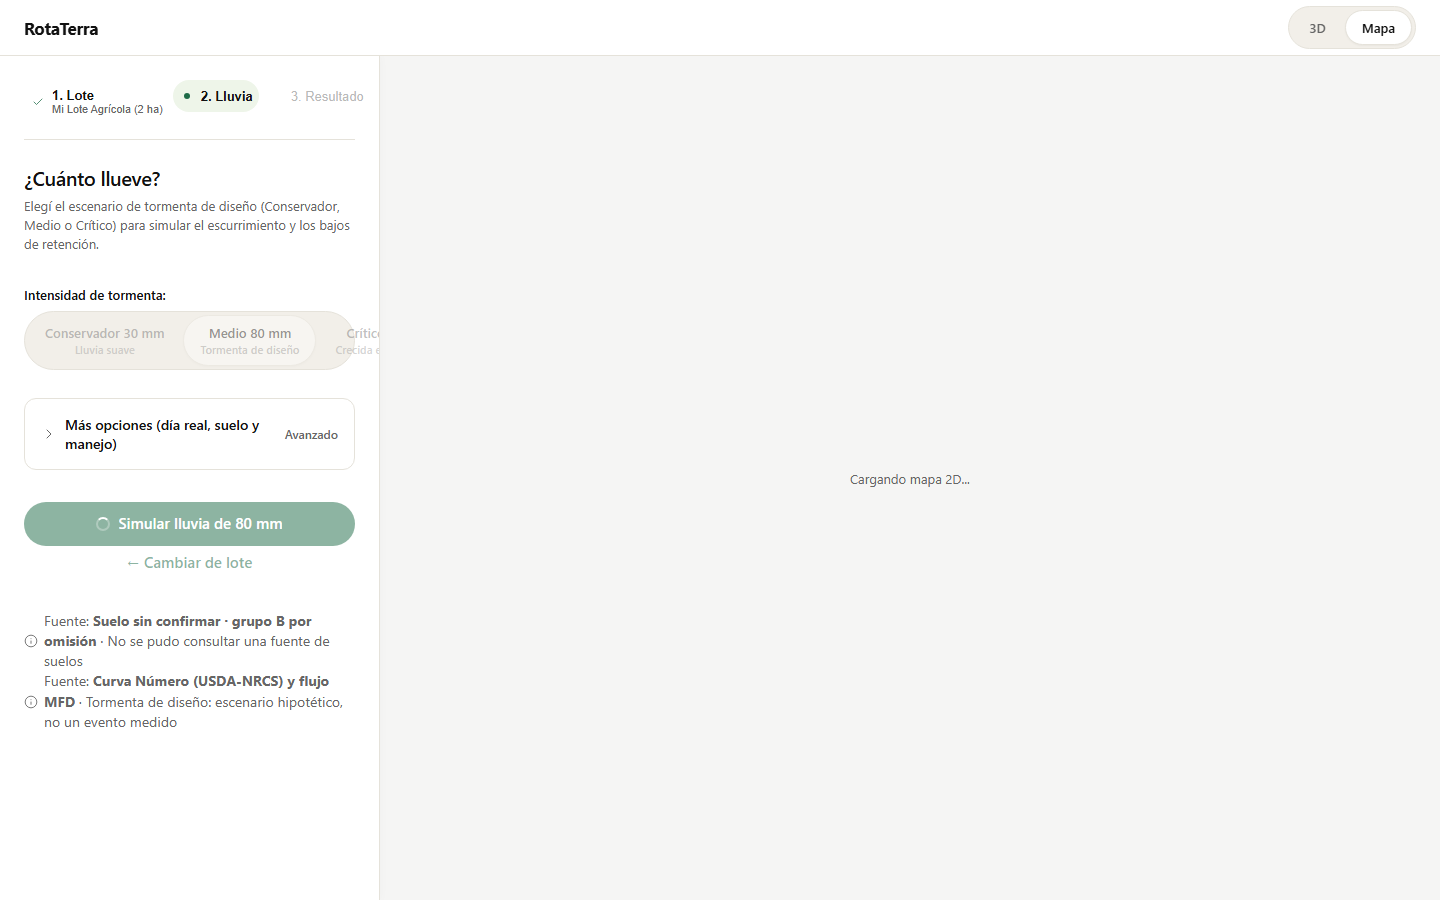 RotaTerra
3D
Mapa
1. Lote
Mi Lote Agrícola (2 ha)
2. Lluvia
3. Resultado
¿Cuánto llueve?
Elegí el escenario de tormenta de diseño (Conservador,
Medio o Crítico) para simular el escurrimiento y los bajos
de retención.
Intensidad de tormenta:
Conservador 30 mm
Lluvia suave
Medio 80 mm
Tormenta de diseño
Crític
Crecida e
Más opciones (día real, suelo y
manejo)
Avanzado
Simular lluvia de 80 mm
← Cambiar de lote
Fuente: Suelo sin confirmar · grupo B por
omisión · No se pudo consultar una fuente de
suelos
Fuente: Curva Número (USDA-NRCS) y flujo
MFD · Tormenta de diseño: escenario hipotético,
no un evento medido
Cargando mapa 2D...